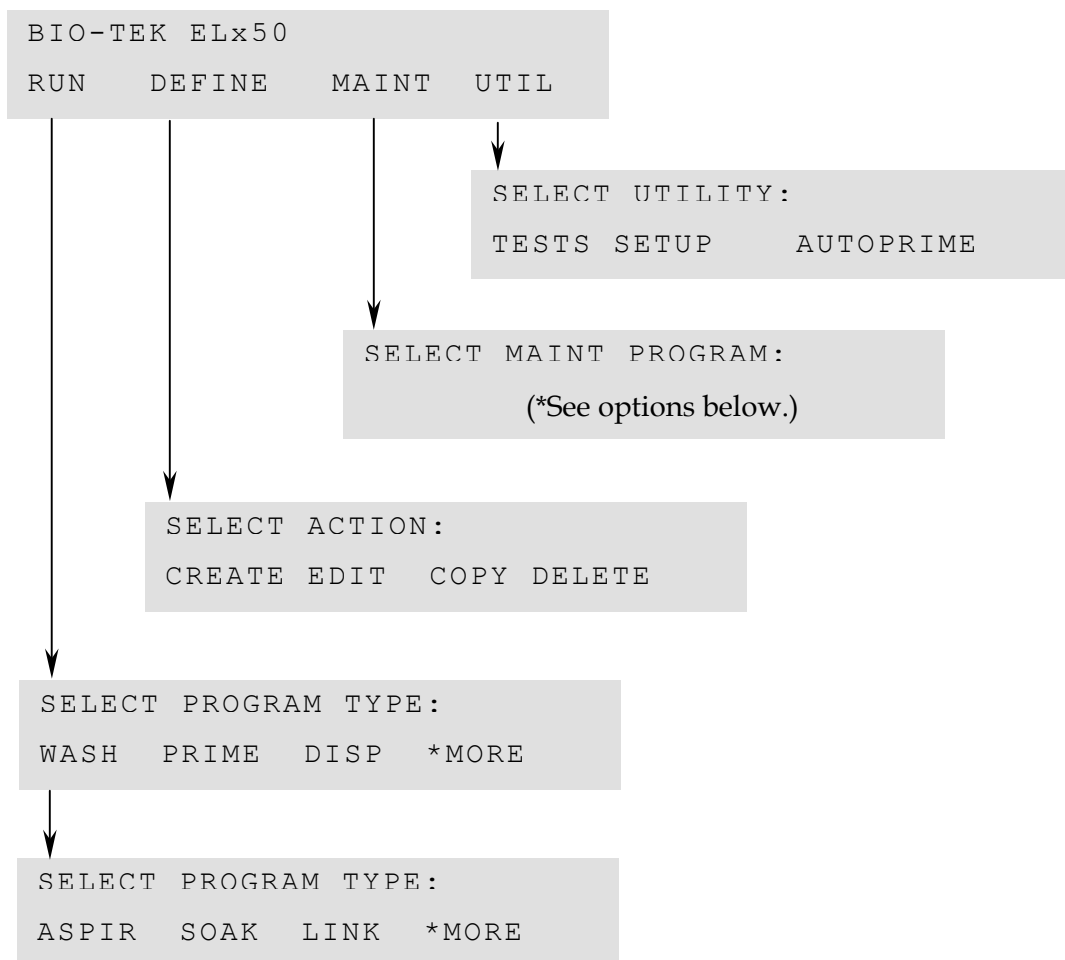 BIO-TEK ELx50
RUN DEFINE MAINT UTIL
SELECT UTILITY:
TESTS SETUP AUTOPRIME
SELECT MAINT PROGRAM:
(*See options below.)
SELECT ACTION:
CREATE EDIT COPY DELETE
SELECT PROGRAM TYPE:
WASH PRIME DISP *MORE
SELECT PROGRAM TYPE:
ASPIR SOAK LINK *MORE